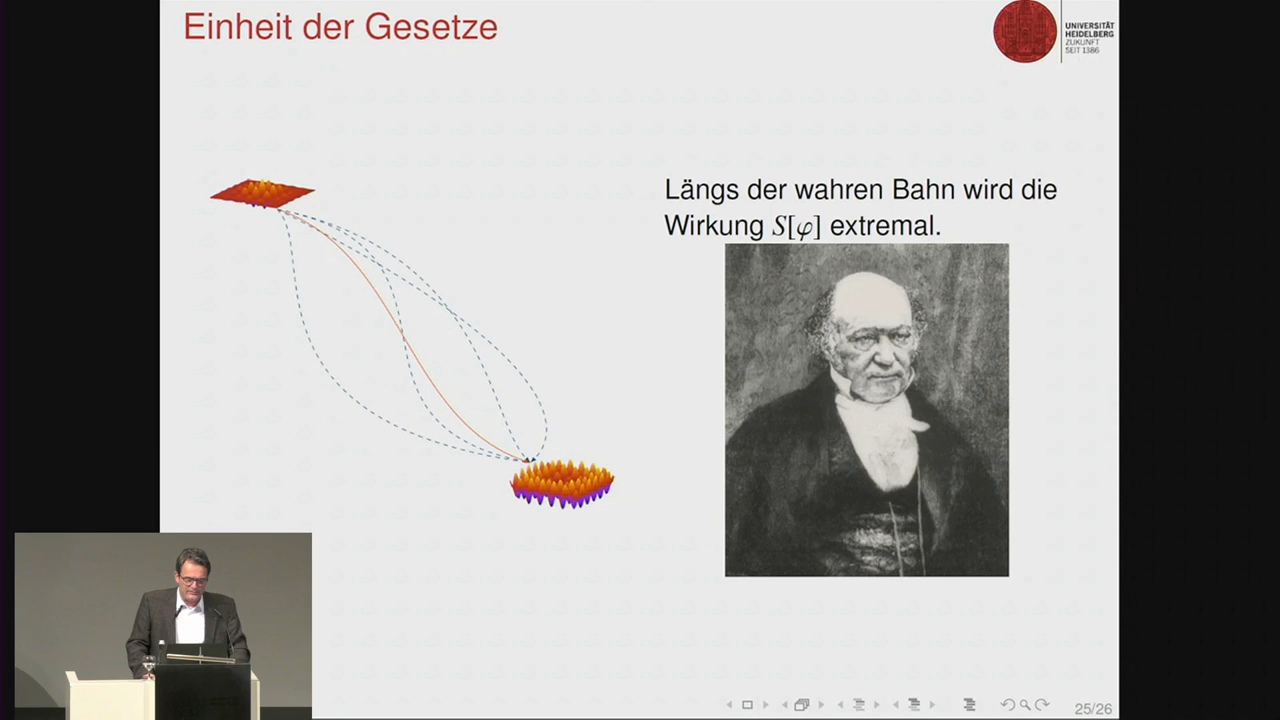 Einheit der Gesetze
UNIVERSITÄT
HEIDELBERG
ZUKUNFT
SEIT 1386
Längs der wahren Bahn wird die
Wirkung S[φ] extremal.
25/26